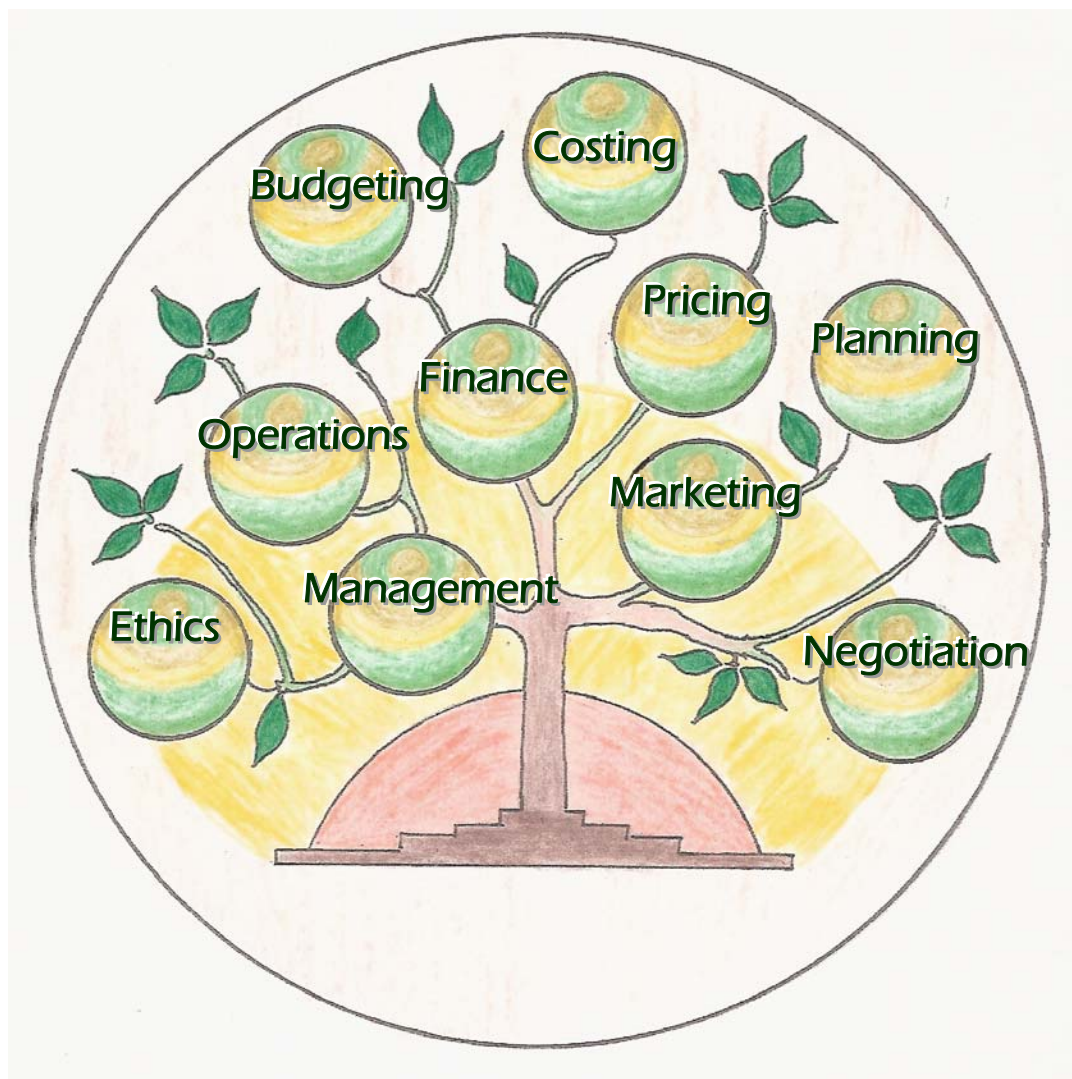 Costing
Budgeting
Pricing
Planning
Finance
Operations
Marketing
Management
Ethics
Negotiation